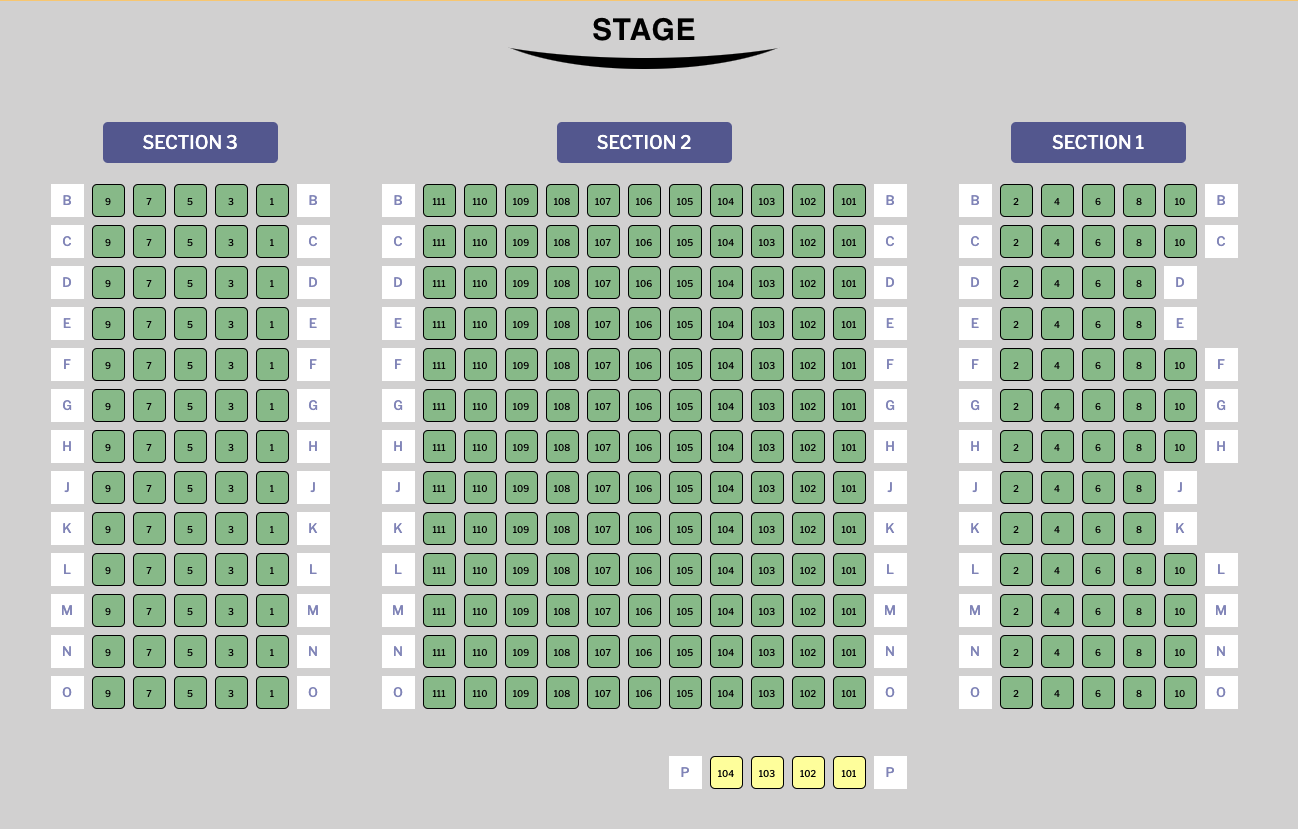 STAGE
SECTION 3 SECTION 2 SECTION 1
B 9 7 5 3 1 B B 111 110 109 108 107 106 105 104 103 102 101 B B 2 4 6 8 10 B
C 9 7 5 3 1 C C 111 110 109 108 107 106 105 104 103 102 101 C C 2 4 6 8 10 C
D 9 7 5 3 1 D D 111 110 109 108 107 106 105 104 103 102 101 D D 2 4 6 8 D
E 9 7 5 3 1 E E 111 110 109 108 107 106 105 104 103 102 101 E E 2 4 6 8 E
F 9 7 5 3 1 F F 111 110 109 108 107 106 105 104 103 102 101 F F 2 4 6 8 10 F
G 9 7 5 3 1 G G 111 110 109 108 107 106 105 104 103 102 101 G G 2 4 6 8 10 G
H 9 7 5 3 1 H H 111 110 109 108 107 106 105 104 103 102 101 H H 2 4 6 8 10 H
J 9 7 5 3 1 J J 111 110 109 108 107 106 105 104 103 102 101 J J 2 4 6 8 J
K 9 7 5 3 1 K K 111 110 109 108 107 106 105 104 103 102 101 K K 2 4 6 8 K
L 9 7 5 3 1 L L 111 110 109 108 107 106 105 104 103 102 101 L L 2 4 6 8 10 L
M 9 7 5 3 1 M M 111 110 109 108 107 106 105 104 103 102 101 M M 2 4 6 8 10 M
N 9 7 5 3 1 N N 111 110 109 108 107 106 105 104 103 102 101 N N 2 4 6 8 10 N
O 9 7 5 3 1 O O 111 110 109 108 107 106 105 104 103 102 101 O O 2 4 6 8 10 O
P 104 103 102 101 P